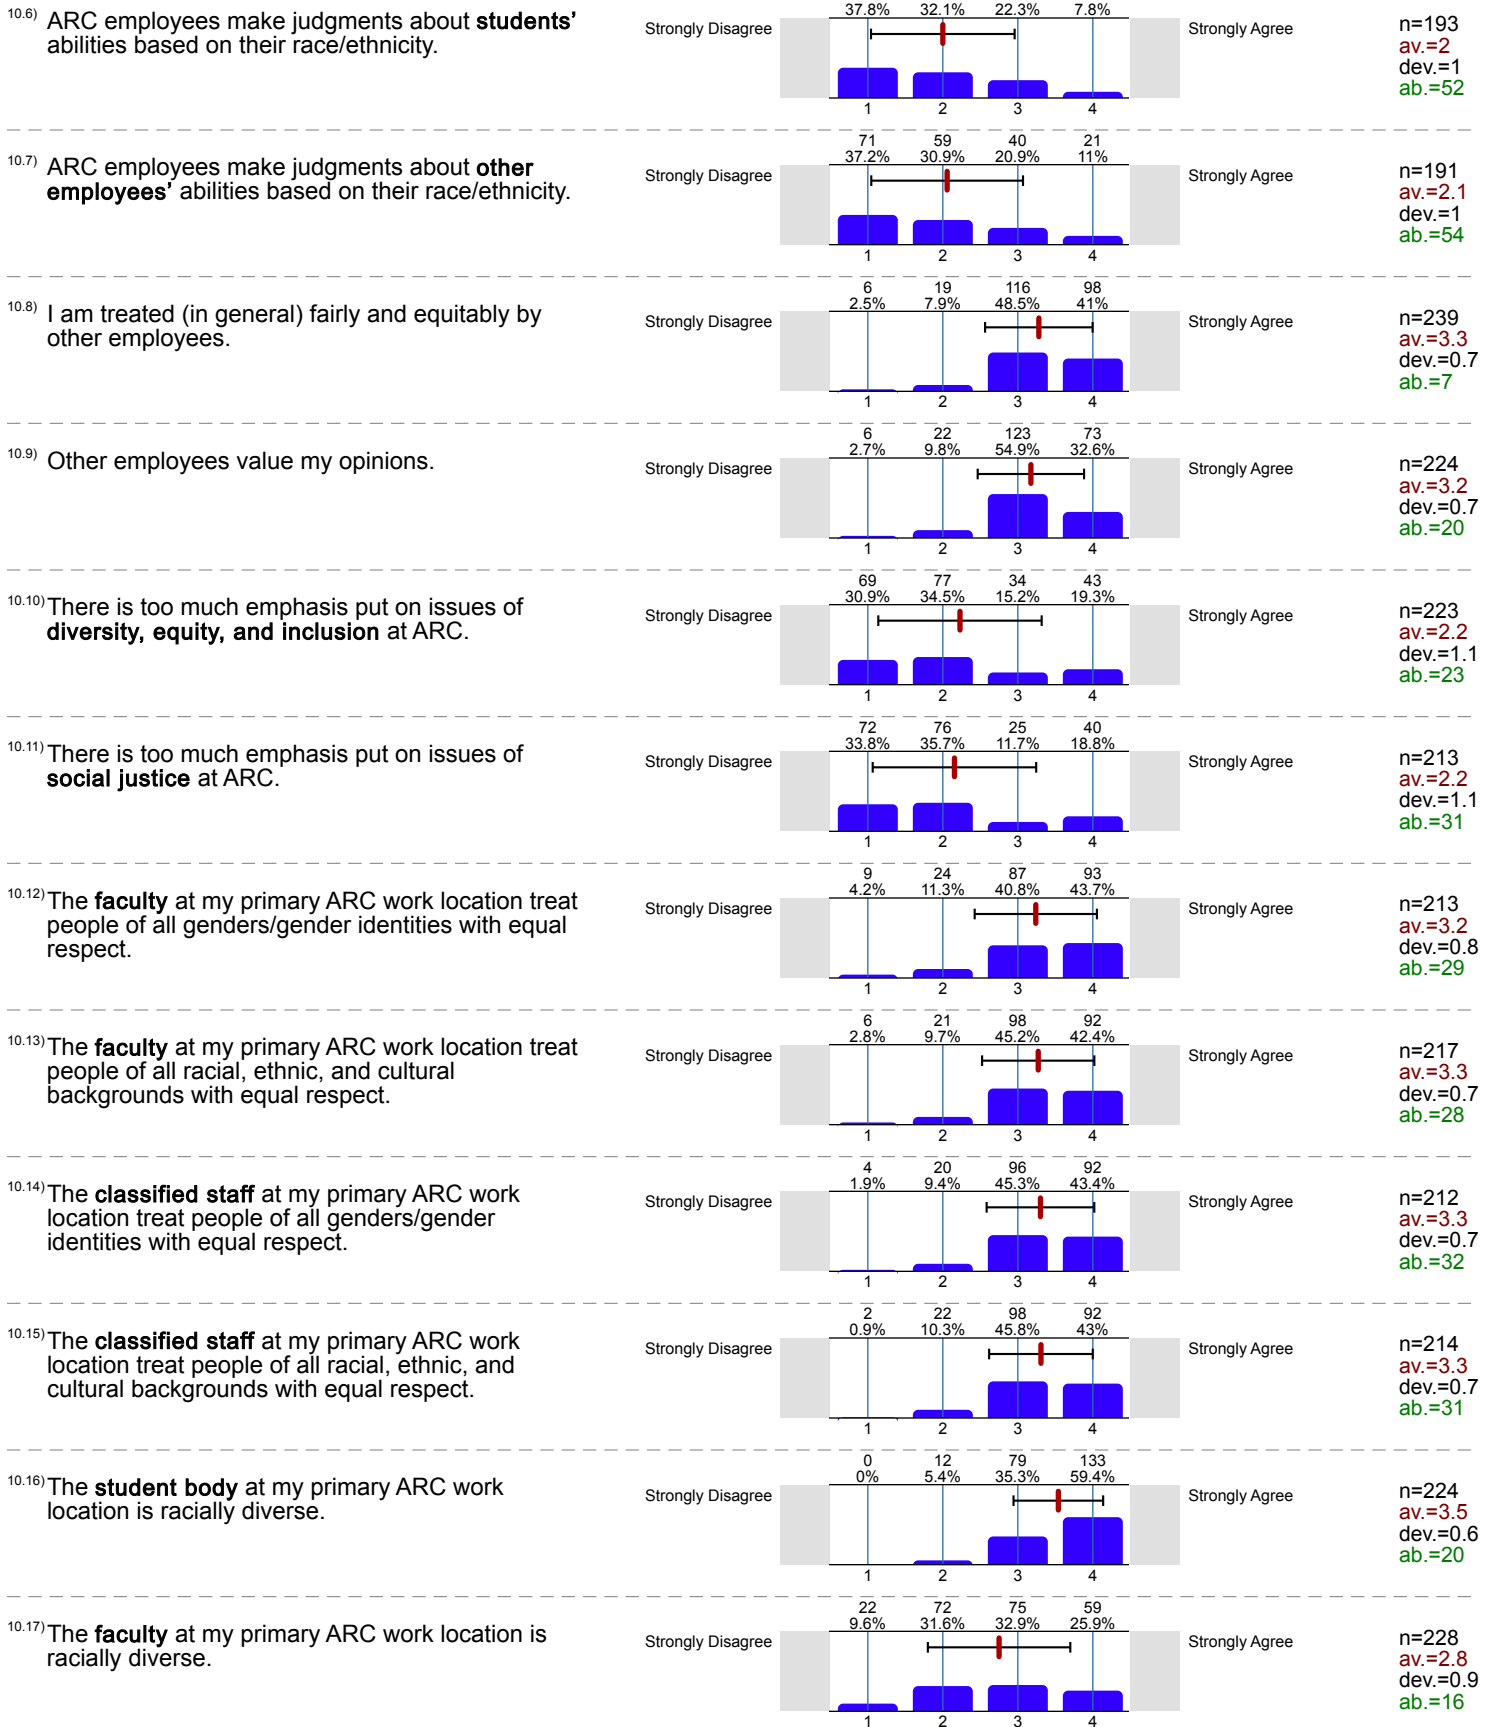 37.8% 32.1% 22.3% 7.8%
10.6) ARC employees make judgments about students’
abilities based on their race/ethnicity.
Strongly Disagree
Strongly Agree
1 2 3 4
n=193
av.=2
dev.=1
ab.=52
71 59 40 21
37.2% 30.9% 20.9% 11%
10.7) ARC employees make judgments about other
employees’ abilities based on their race/ethnicity.
Strongly Disagree
Strongly Agree
1 2 3 4
n=191
av.=2.1
dev.=1
ab.=54
6 19 116 98
2.5% 7.9% 48.5% 41%
10.8) I am treated (in general) fairly and equitably by
other employees.
Strongly Disagree
Strongly Agree
1 2 3 4
n=239
av.=3.3
dev.=0.7
ab.=7
6 22 123 73
2.7% 9.8% 54.9% 32.6%
10.9) Other employees value my opinions.
Strongly Disagree
Strongly Agree
1 2 3 4
n=224
av.=3.2
dev.=0.7
ab.=20
69 77 34 43
30.9% 34.5% 15.2% 19.3%
10.10) There is too much emphasis put on issues of
diversity, equity, and inclusion at ARC.
Strongly Disagree
Strongly Agree
1 2 3 4
n=223
av.=2.2
dev.=1.1
ab.=23
72 76 25 40
33.8% 35.7% 11.7% 18.8%
10.11) There is too much emphasis put on issues of
social justice at ARC.
Strongly Disagree
Strongly Agree
1 2 3 4
n=213
av.=2.2
dev.=1.1
ab.=31
9 24 87 93
4.2% 11.3% 40.8% 43.7%
10.12) The faculty at my primary ARC work location treat
people of all genders/gender identities with equal
respect.
Strongly Disagree
Strongly Agree
1 2 3 4
n=213
av.=3.2
dev.=0.8
ab.=29
6 21 98 92
2.8% 9.7% 45.2% 42.4%
10.13) The faculty at my primary ARC work location treat
people of all racial, ethnic, and cultural
backgrounds with equal respect.
Strongly Disagree
Strongly Agree
1 2 3 4
n=217
av.=3.3
dev.=0.7
ab.=28
4 20 96 92
1.9% 9.4% 45.3% 43.4%
10.14) The classified staff at my primary ARC work
location treat people of all genders/gender
identities with equal respect.
Strongly Disagree
Strongly Agree
1 2 3 4
n=212
av.=3.3
dev.=0.7
ab.=32
2 22 98 92
0.9% 10.3% 45.8% 43%
10.15) The classified staff at my primary ARC work
location treat people of all racial, ethnic, and
cultural backgrounds with equal respect.
Strongly Disagree
Strongly Agree
1 2 3 4
n=214
av.=3.3
dev.=0.7
ab.=31
0 12 79 133
0% 5.4% 35.3% 59.4%
10.16) The student body at my primary ARC work
location is racially diverse.
Strongly Disagree
Strongly Agree
1 2 3 4
n=224
av.=3.5
dev.=0.6
ab.=20
22 72 75 59
9.6% 31.6% 32.9% 25.9%
10.17) The faculty at my primary ARC work location is
racially diverse.
Strongly Disagree
Strongly Agree
1 2 3 4
n=228
av.=2.8
dev.=0.9
ab.=16